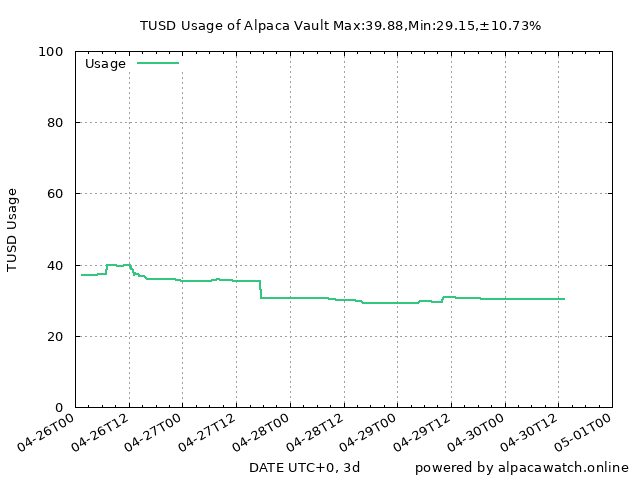 TUSD Usage of Alpaca Vault Max:39.88,Min:29.15,±10.73%
Usage
100
80
60
40
20
0
TUSD Usage
04-26T00
04-26T12
04-27T00
04-27T12
04-28T00
04-28T12
04-29T00
04-29T12
04-30T00
04-30T12
05-01T00
DATE UTC+0, 3d
powered by alpacawatch.online